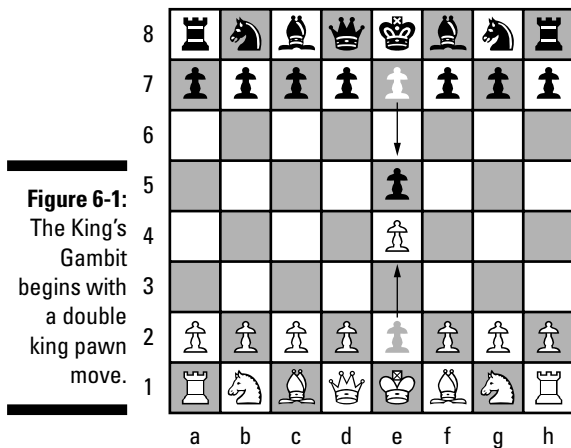 Figure 6-1:
The King's
Gambit
begins with
a double
king pawn
move.
8
7
6
5
4
3
2
1
a b c d e f g h